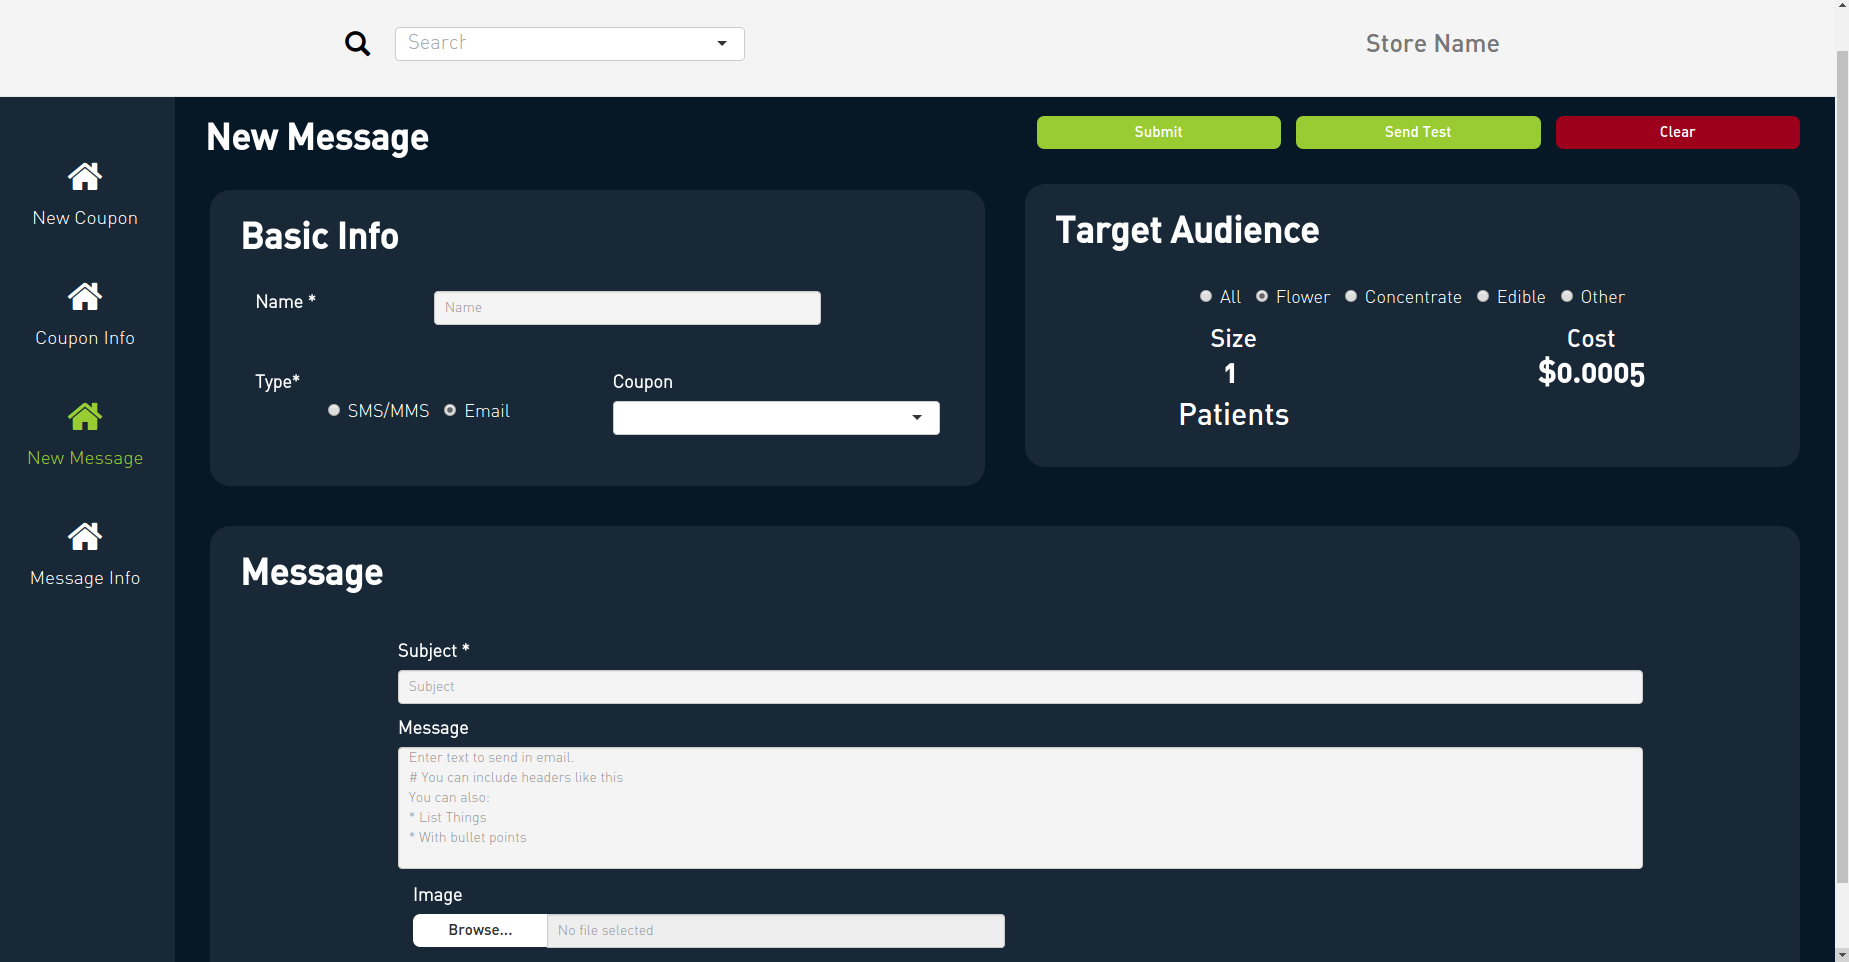 Search
Store Name
New Coupon
Coupon Info
New Message
Message Info
New Message
Submit
Send Test
Clear
Basic Info
Name *
Name
Type*
SMS/MMS
Email
Coupon
Target Audience
All
Flower
Concentrate
Edible
Other
Size
1
Patients
Cost
$0.0005
Message
Subject *
Subject
Message
Enter text to send in email.
# You can include headers like this
You can also:
* List Things
* With bullet points
Image
Browse...
No file selected